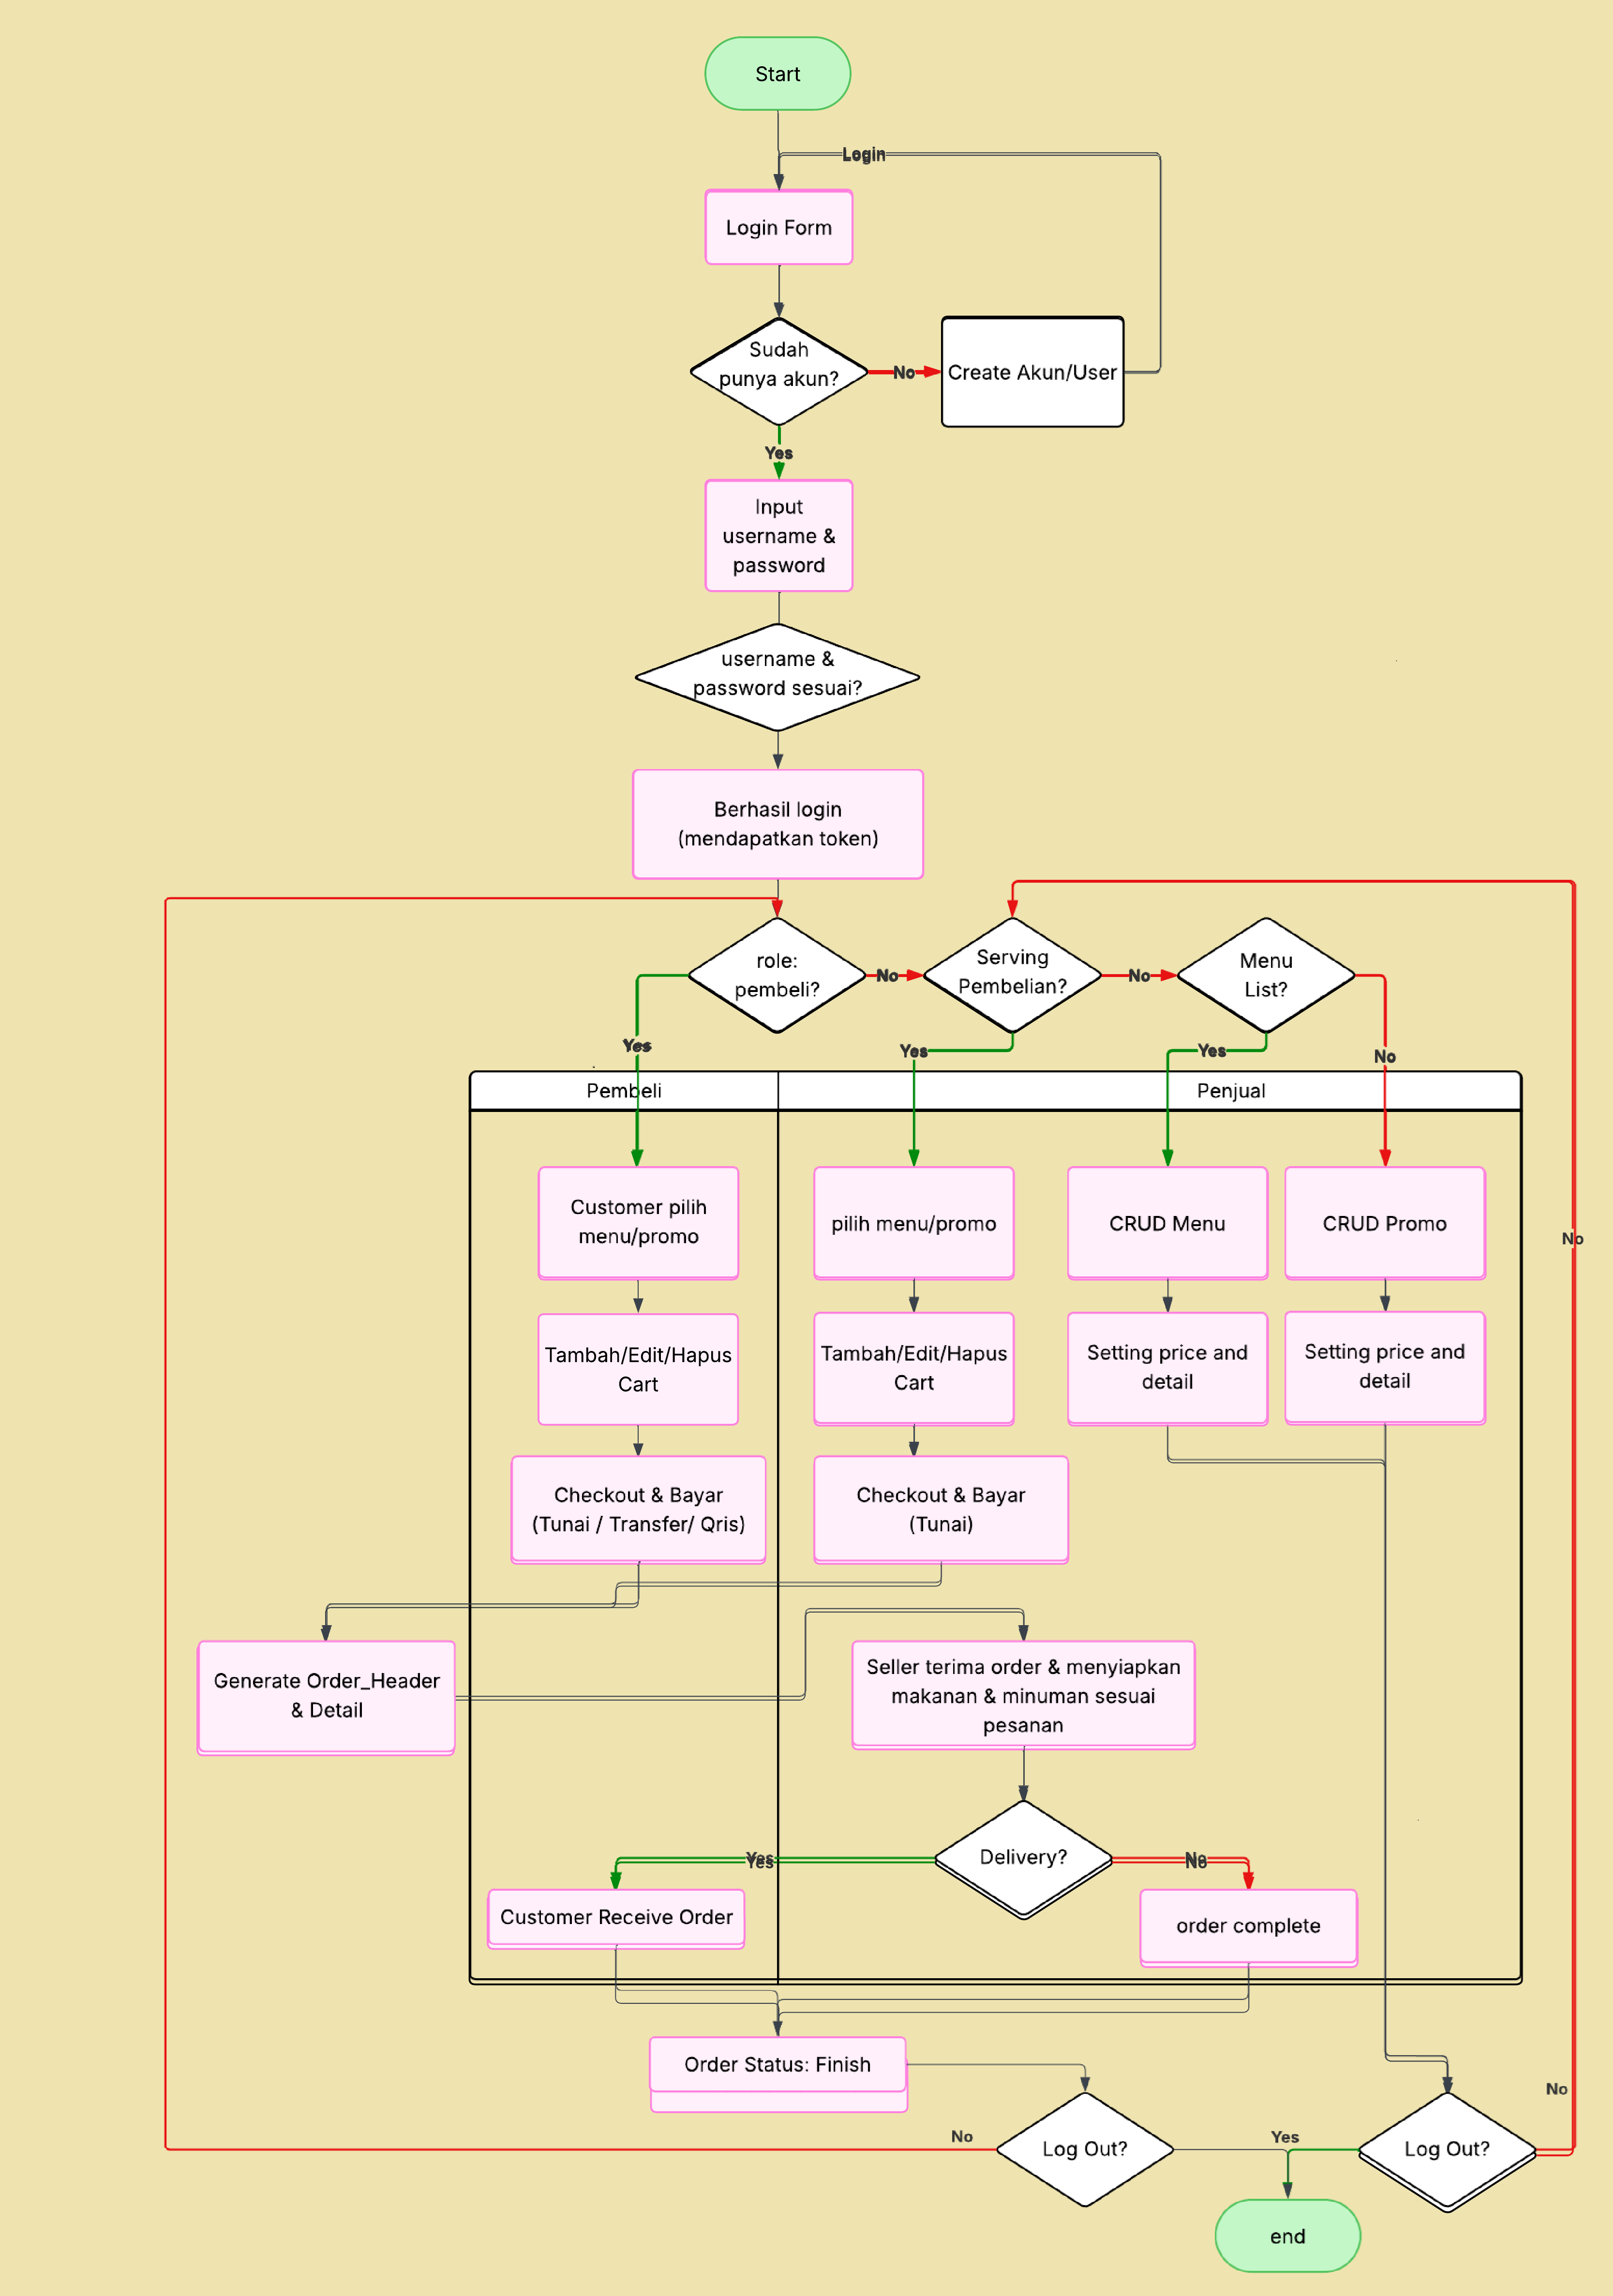 Start
Login
Login Form
Sudah
punya akun?
No
Create Akun/User
Yes
Input
username &
password
username &
password sesuai?
Berhasil login
(mendapatkan token)
role:
pembeli?
No
Serving
Pembelian?
No
Menu
List?
Yes
Yes
Yes
No
Pembeli
Penjual
Customer pilih
menu/promo
pilih menu/promo
CRUD Menu
CRUD Promo
No
Tambah/Edit/Hapus
Cart
Tambah/Edit/Hapus
Cart
Setting price and
detail
Setting price and
detail
Checkout & Bayar
(Tunai / Transfer/ Qris)
Checkout & Bayar
(Tunai)
Generate Order_Header
& Detail
Seller terima order & menyiapkan
makanan & minuman sesuai
pesanan
Delivery?
Yes
Yes
No
No
Customer Receive Order
order complete
Order Status: Finish
No
Log Out?
Yes
Log Out?
No
end